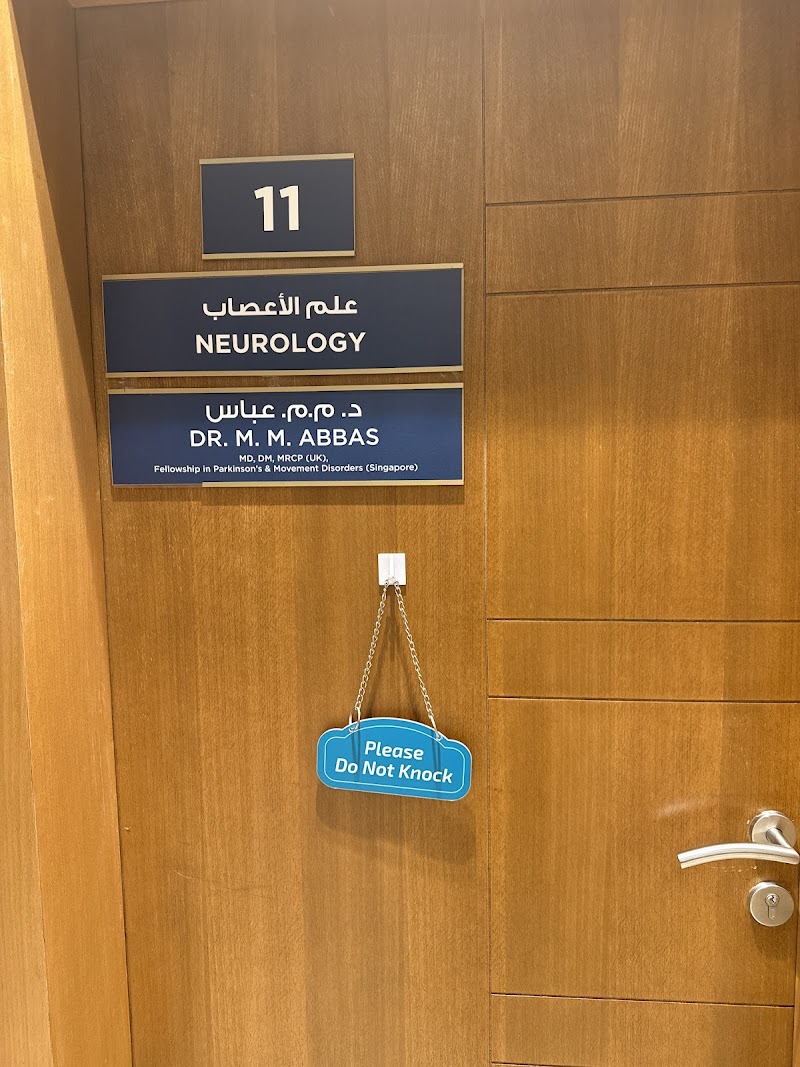 11
علم الأعصاب
NEUROLOGY
د. م.م. عباس
DR. M. M. ABBAS
MD, DM, MRCP (UK),
Fellowship in Parkinson's & Movement Disorders (Singapore)
Please
Do Not Knock